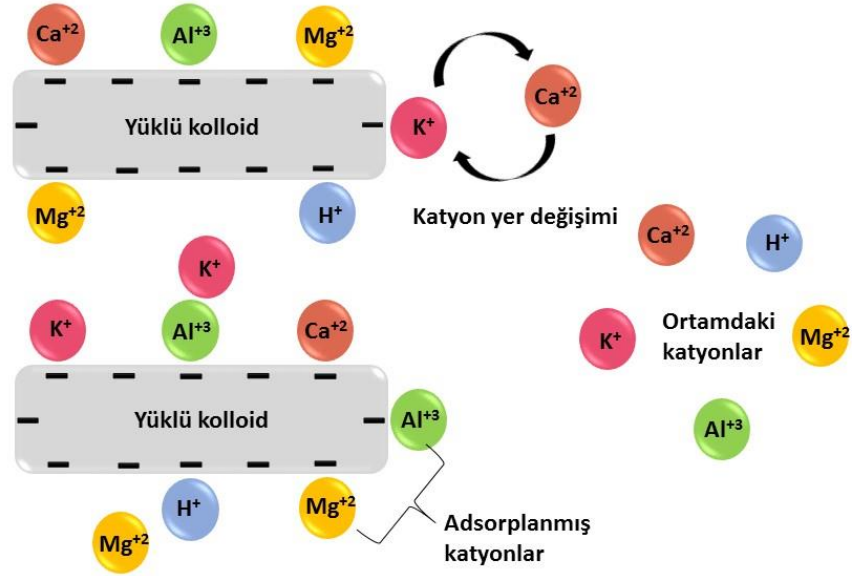 Ca⁺² Al⁺³ Mg⁺²
Yüklü kolloid K⁺ Ca⁺²
Mg⁺² H⁺ Katyon yer değişimi
Ca⁺² H⁺
K⁺
K⁺ Al⁺³ Ca⁺²
K⁺ Ortamdaki Mg⁺²
katyonlar
Yüklü kolloid Al⁺³
Al⁺³
H⁺ Mg⁺²
Mg⁺²
Adsorplanmış
katyonlar